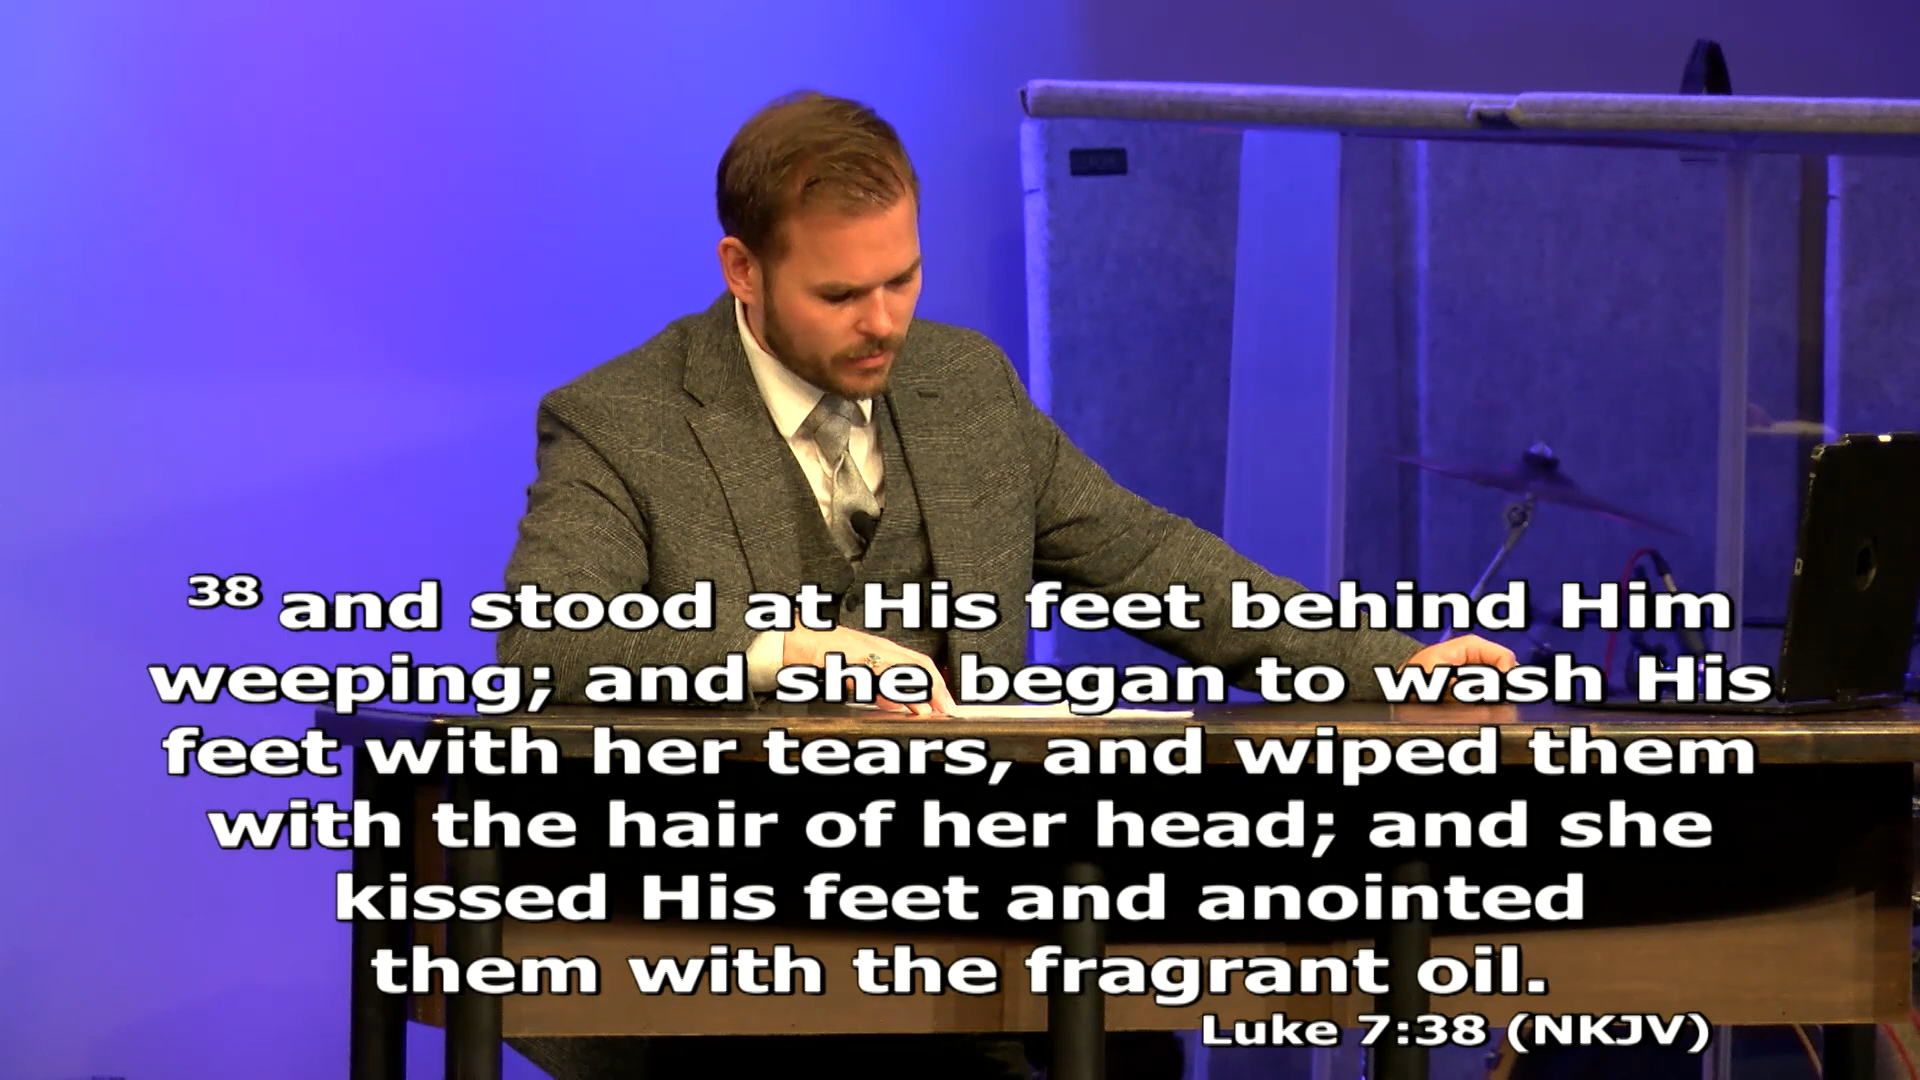 38 and stood at His feet behind Him
weeping; and she began to wash His
feet with her tears, and wiped them
with the hair of her head; and she
kissed His feet and anointed
them with the fragrant oil.
Luke 7:38 (NKJV)